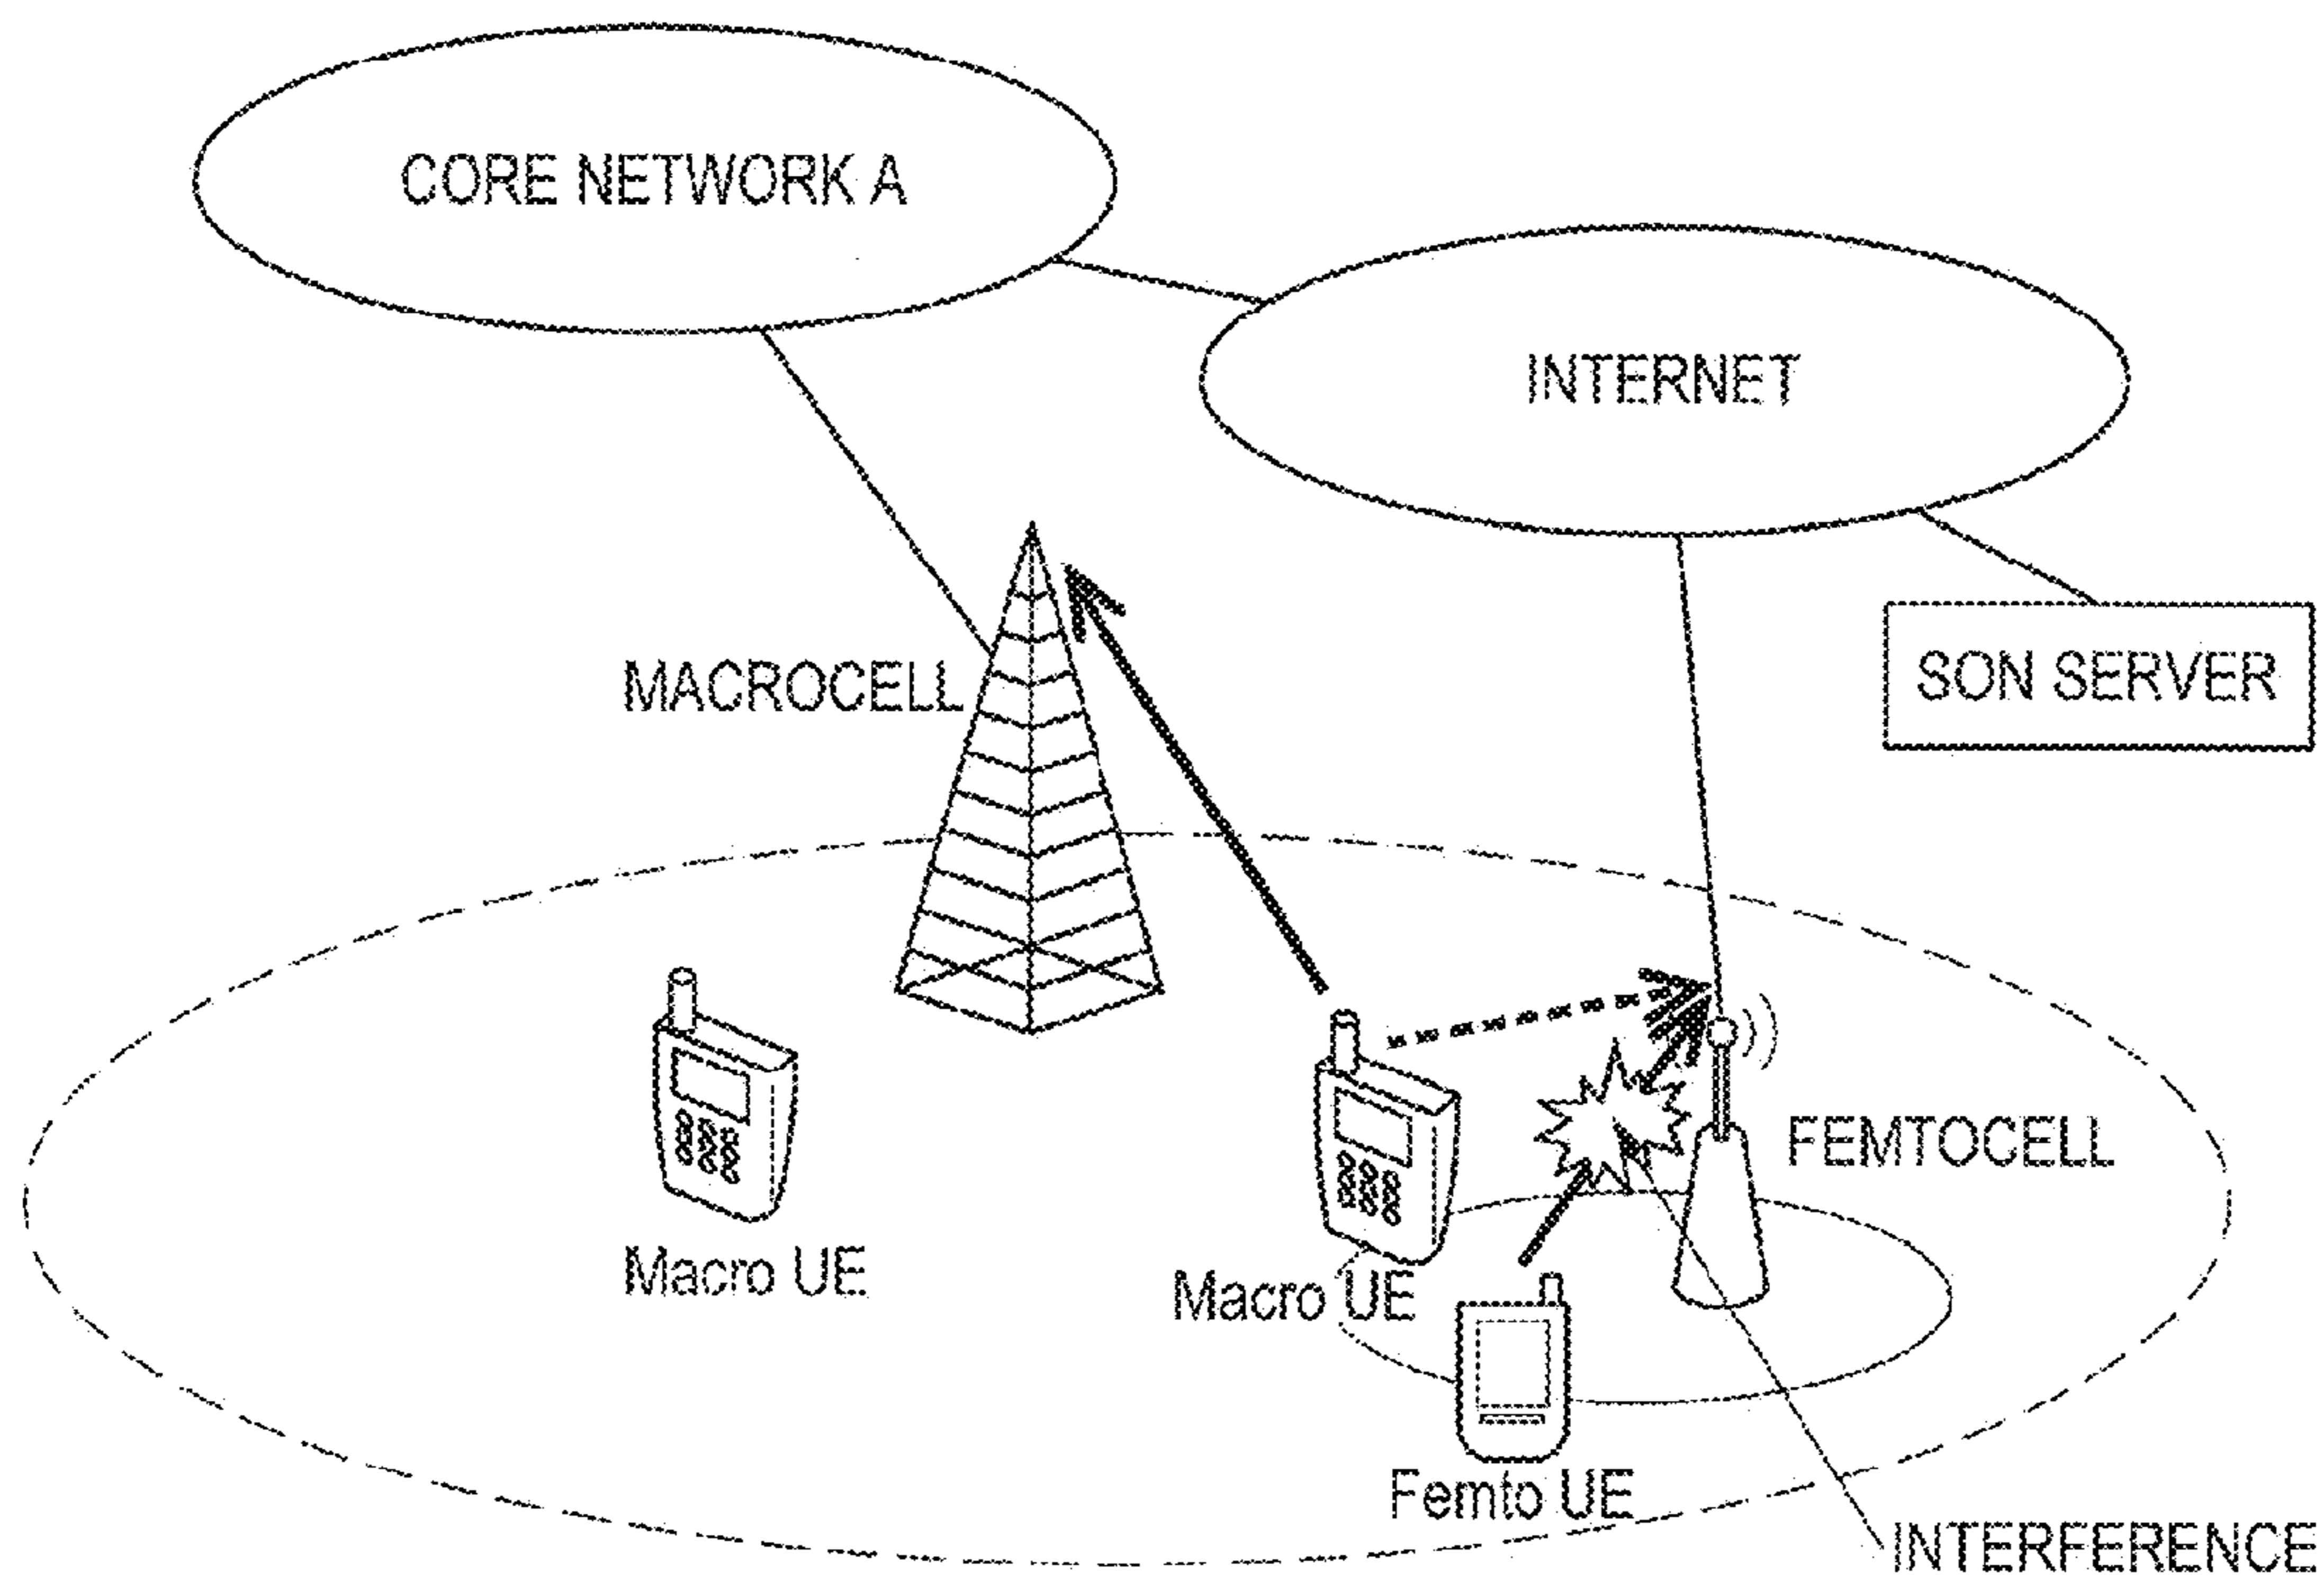 CORE NETWORK A
INTERNET
MACROCELL
SON SERVER
FEMTOCELL
Macro UE
Macro UE
Femto UE
INTERFERENCE